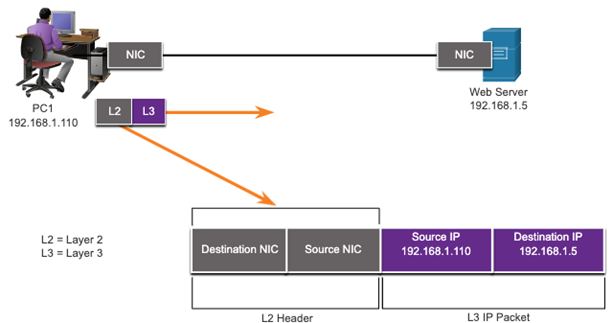 NIC
NIC
PC1
192.168.1.110
Web Server
192.168.1.5
L2
L3
L2 = Layer 2
L3 = Layer 3
Destination NIC
Source NIC
Source IP
192.168.1.110
Destination IP
192.168.1.5
L2 Header
L3 IP Packet